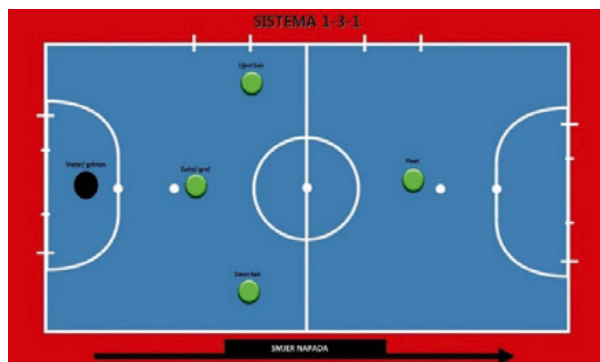 SISTEMA 1-3-1
Lijevi bek
Vratar/ golman
Zadnji igrač
Pivot
Desni bek
SMJER NAPADA